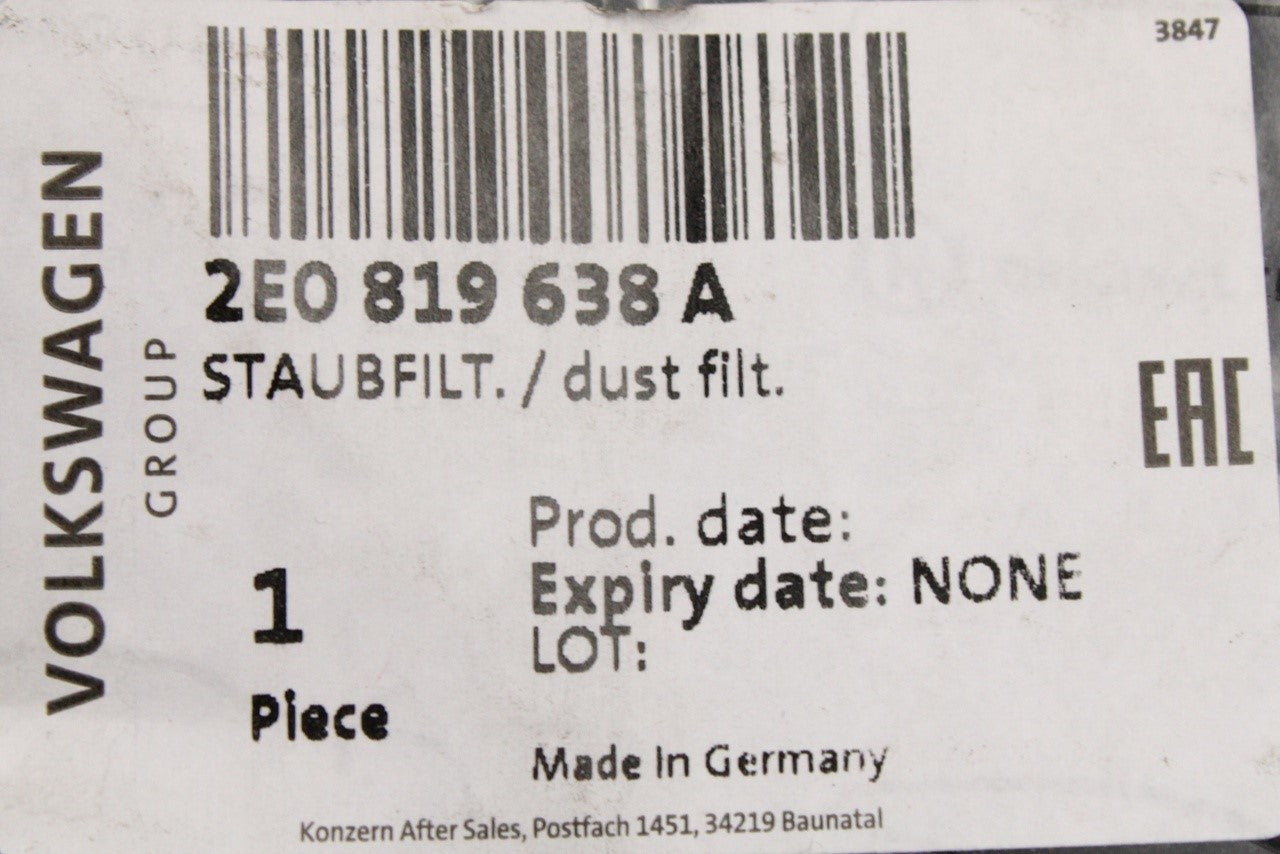 3847
VOLKSWAGEN
GROUP
2E0 819 638 A
STAUBFILT. / dust filt.
EAC
Prod. date:
Expiry date: NONE
LOT:
1
Piece
Made In Germany
Konzern After Sales, Postfach 1451, 34219 Baunatal